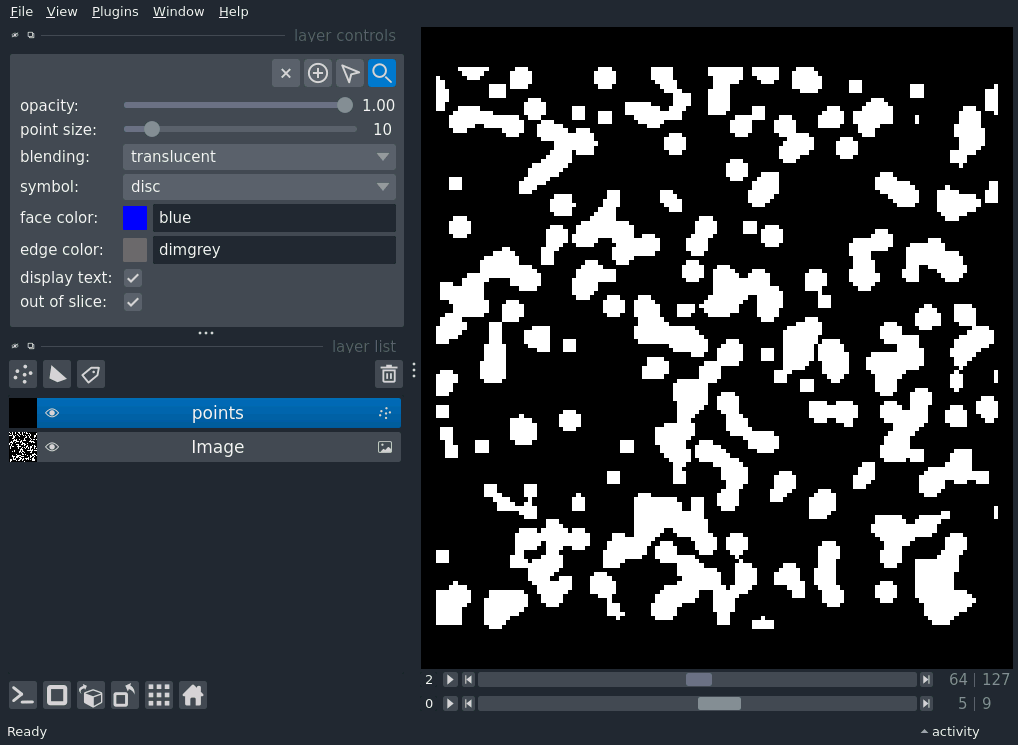 File View Plugins Window Help
layer controls
opacity: 1.00
point size: 10
blending: translucent
symbol: disc
face color: blue
edge color: dimgrey
display text:
out of slice:
layer list
points
Image
2 64 | 127
0 5 | 9
Ready activity